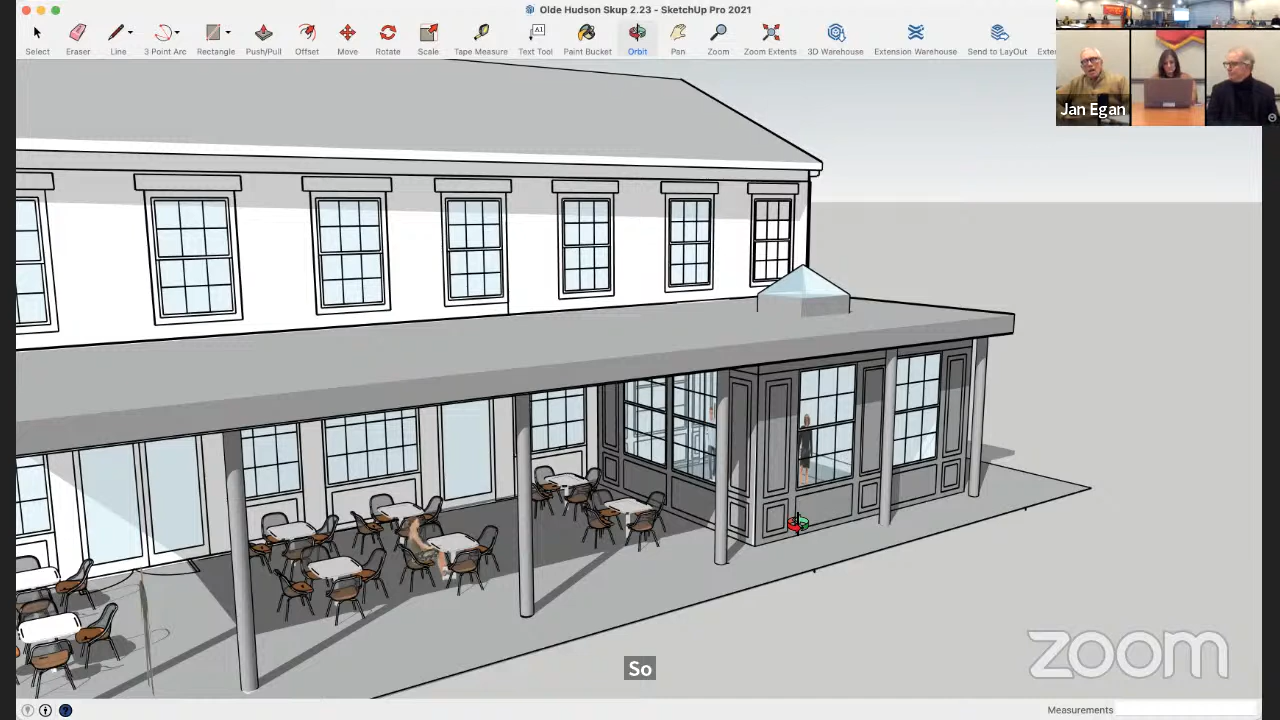 Olde Hudson Skup 2.23 - SketchUp Pro 2021
Select
Eraser
Line
3 Point Arc
Rectangle
Push/Pull
Offset
Move
Rotate
Scale
Tape Measure
A1
Text Tool
Paint Bucket
Orbit
Pan
Zoom
Zoom Extents
3D Warehouse
Extension Warehouse
Send to LayOut
Jan Egan
So
zoom
Measurements